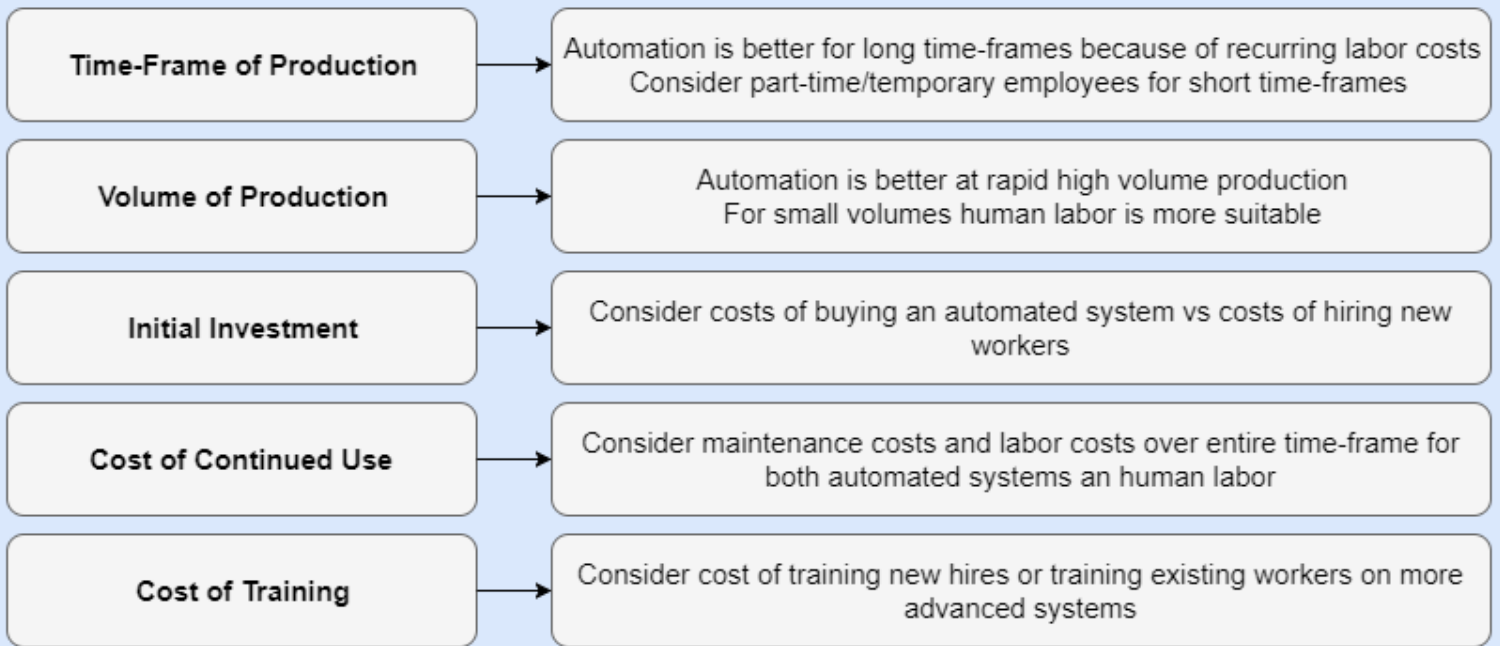 Time-Frame of Production
Automation is better for long time-frames because of recurring labor costs
Consider part-time/temporary employees for short time-frames
Volume of Production
Automation is better at rapid high volume production
For small volumes human labor is more suitable
Initial Investment
Consider costs of buying an automated system vs costs of hiring new
workers
Cost of Continued Use
Consider maintenance costs and labor costs over entire time-frame for
both automated systems an human labor
Cost of Training
Consider cost of training new hires or training existing workers on more
advanced systems